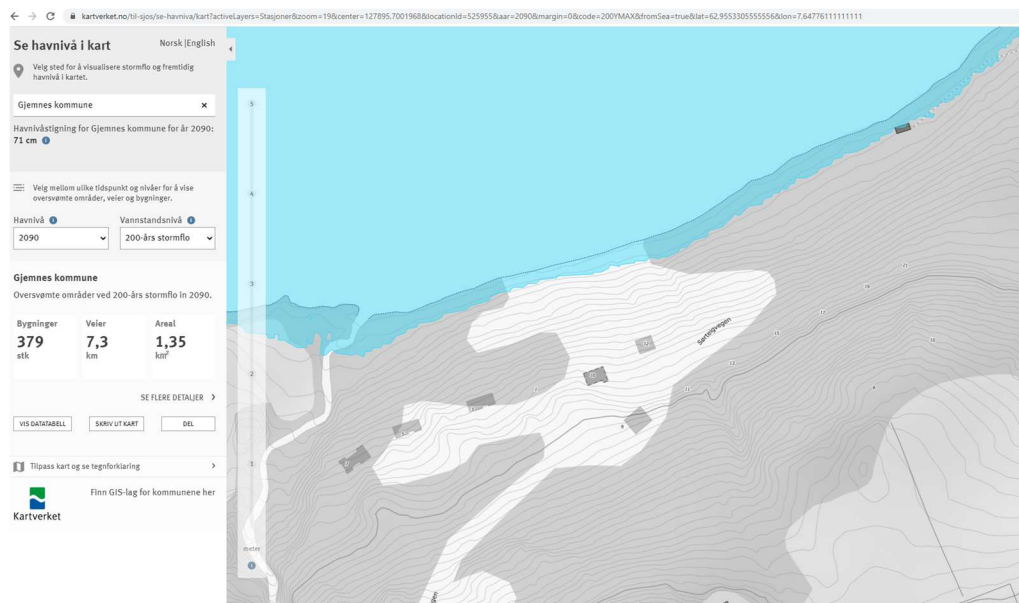 kartverket.no/til-sjos/se-havniva/kart?activeLayers=Stasjoner&zoom=19&center=127895,7001968&locationId=525955&aar=2090&margin=0&code=200YMAX&fromSea=true&lat=62,9553305555556&lon=7,64776111111111
Se havnivå i kart
Norsk |English
Velg sted for å visualisere stormflo og fremtidig
havnivå i kartet.
Gjemnes kommune
×
Havnivåstigning for Gjemnes kommune for år 2090:
71 cm
Velg mellom ulike tidspunkt og nivåer for å vise
oversvømte områder, veier og bygninger.
Havnivå
Vannstandsnivå
2090
200-års stormflo
Gjemnes kommune
Oversvømte områder ved 200-års stormflo in 2090.
Bygninger
Veier
Areal
379
7,3
1,35
stk
km
km²
SE FLERE DETALJER
VIS DATATABELL
SKRIV UT KART
DEL
Tilpass kart og se tegnforklaring
Finn GIS-lag for kommunene her
Kartverket
5
4
3
2
1
meter
Sørteigvegen